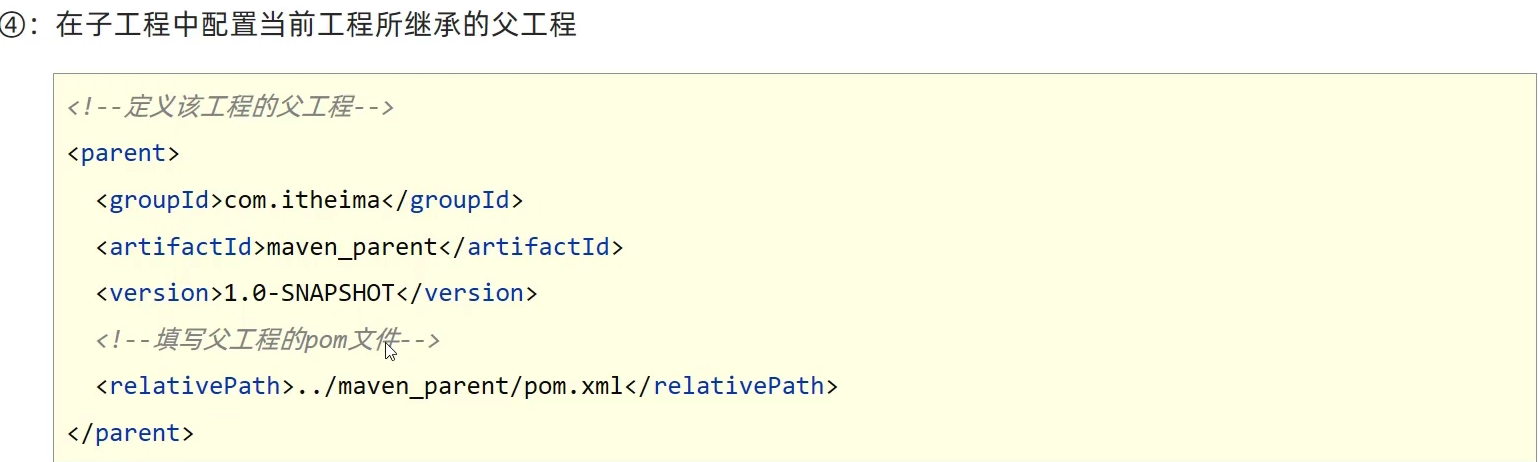 ④：在子工程中配置当前工程所继承的父工程
<!--定义该工程的父工程-->
<parent>
<groupId>com.itheima</groupId>
<artifactId>maven_parent</artifactId>
<version>1.0-SNAPSHOT</version>
<!--填写父工程的pom文件-->
<relativePath>../maven_parent/pom.xml</relativePath>
</parent>